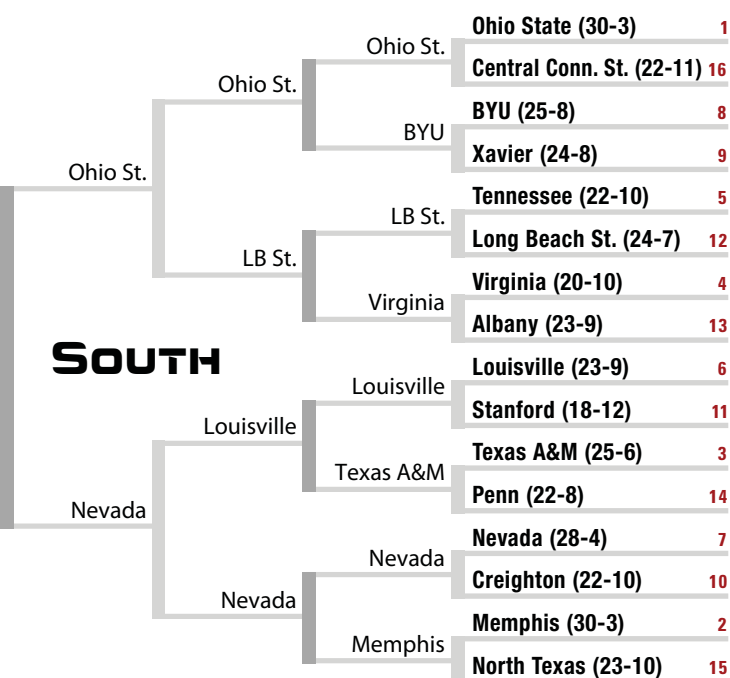 Ohio State (30-3) 1
Ohio St.
Central Conn. St. (22-11) 16
Ohio St.
BYU (25-8) 8
BYU
Xavier (24-8) 9
Ohio St.
Tennessee (22-10) 5
LB St.
Long Beach St. (24-7) 12
LB St.
Virginia (20-10) 4
Virginia
Albany (23-9) 13
SOUTH
Louisville (23-9) 6
Louisville
Stanford (18-12) 11
Louisville
Texas A&M (25-6) 3
Texas A&M
Penn (22-8) 14
Nevada
Nevada (28-4) 7
Nevada
Creighton (22-10) 10
Nevada
Memphis (30-3) 2
Memphis
North Texas (23-10) 15